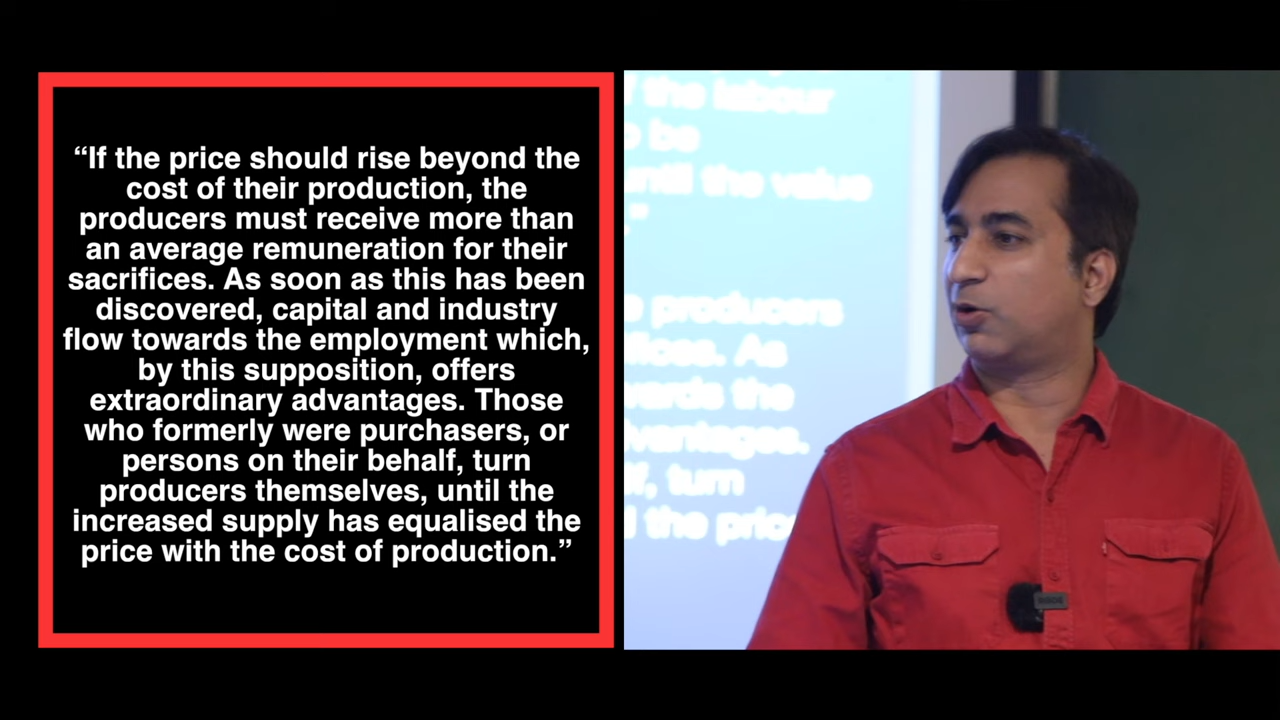 “If the price should rise beyond the
cost of their production, the
producers must receive more than
an average remuneration for their
sacrifices. As soon as this has been
discovered, capital and industry
flow towards the employment which,
by this supposition, offers
extraordinary advantages. Those
who formerly were purchasers, or
persons on their behalf, turn
producers themselves, until the
increased supply has equalised the
price with the cost of production.”
the labour
be
until the value
”
producers
As
the
turn
the